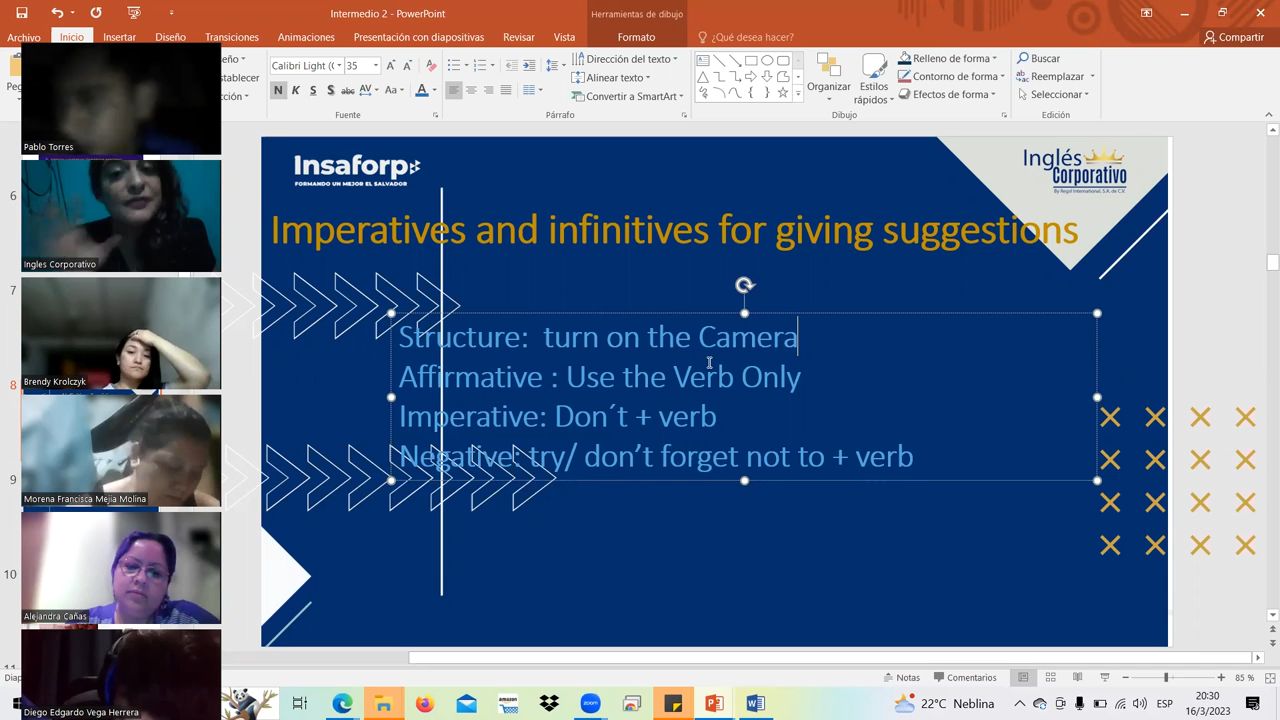 Intermedio 2 - PowerPoint
Herramientas de dibujo
Archivo
Inicio
Insertar
Diseño
Transiciones
Animaciones
Presentación con diapositivas
Revisar
Vista
Formato
¿Qué desea hacer?
Compartir
Calibri Light (
35
Dirección del texto
Alinear texto
Convertir a SmartArt
Organizar
Estilos rápidos
Relleno de forma
Contorno de forma
Efectos de forma
Buscar
Reemplazar
Seleccionar
Fuente
Párrafo
Dibujo
Edición
Pablo Torres
Ingles Corporativo
Brendy Krolczyk
Morena Francisca Mejia Molina
Alejandra Cañas
Diego Edgardo Vega Herrera
6
7
8
9
10
Insaforp
FORMANDO UN MEJOR EL SALVADOR
Inglés Corporativo
By Regal International, S.A. de C.V.
Imperatives and infinitives for giving suggestions
Structure:  turn on the Camera
Affirmative : Use the Verb Only
Imperative: Don´t + verb
Negative: try/ don’t forget not to + verb
Notas
Comentarios
85 %
22°C Neblina
ESP
20:30
16/3/2023